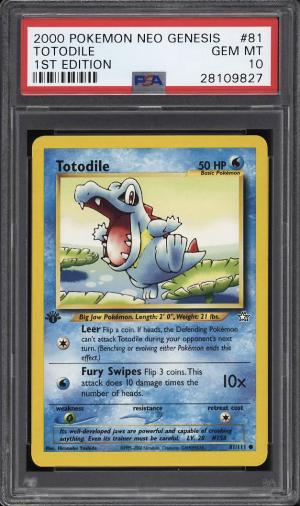 2000 POKEMON NEO GENESIS #81
TOTODILE GEM MT
1ST EDITION 10
PSA 28109827
Totodile 50 HP
Basic Pokémon
Big Jaw Pokémon. Length: 2' 0", Weight: 21 lbs.
Leer Flip a coin. If heads, the Defending Pokémon
can't attack Totodile during your opponent's next
turn. (Benching or evolving either Pokémon ends this
effect.)
Fury Swipes Flip 3 coins. This
attack does 10 damage times the 10x
number of heads.
weakness resistance retreat cost
Its well-developed jaws are powerful and capable of crushing
anything. Even its trainer must be careful. LV. 20 #158
Illus. Hironobu Yoshida 81/111